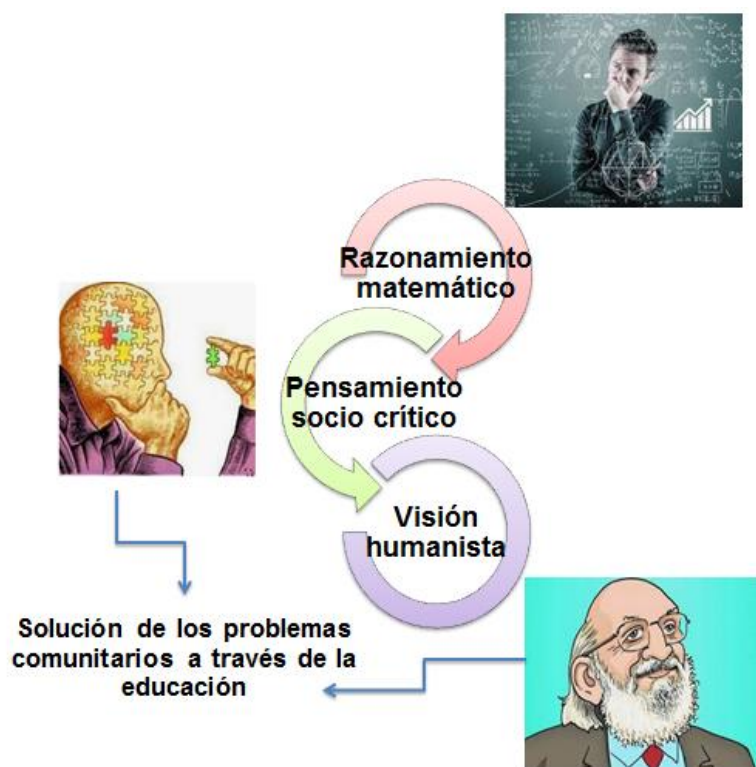 Razonamiento
matemático
Pensamiento
socio crítico
Visión
humanista
Solución de los problemas
comunitarios a través de la
educación